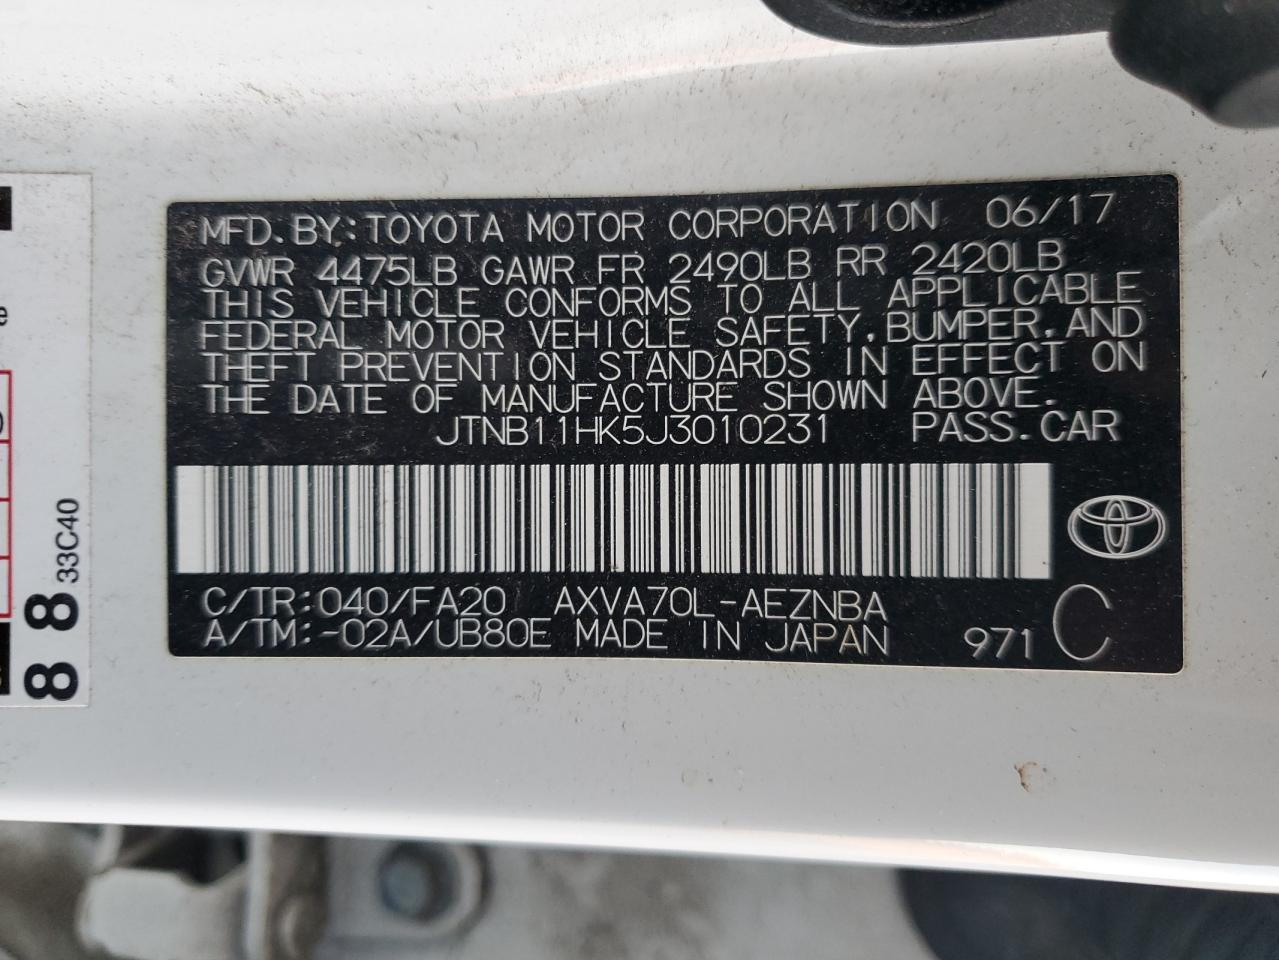 MFD. BY: TOYOTA MOTOR CORPORATION 06/17
GVWR 4475LB GAWR FR 2490LB RR 2420LB
THIS VEHICLE CONFORMS TO ALL APPLICABLE
FEDERAL MOTOR VEHICLE SAFETY, BUMPER, AND
THEFT PREVENTION STANDARDS IN EFFECT ON
THE DATE OF MANUFACTURE SHOWN ABOVE.
JTNB11HK5J3010231 PASS. CAR
C/TR: 040/FA20 AXVA70L-AEZNBA
A/TM: -02A/UB80E MADE IN JAPAN 971 C
88
33C40